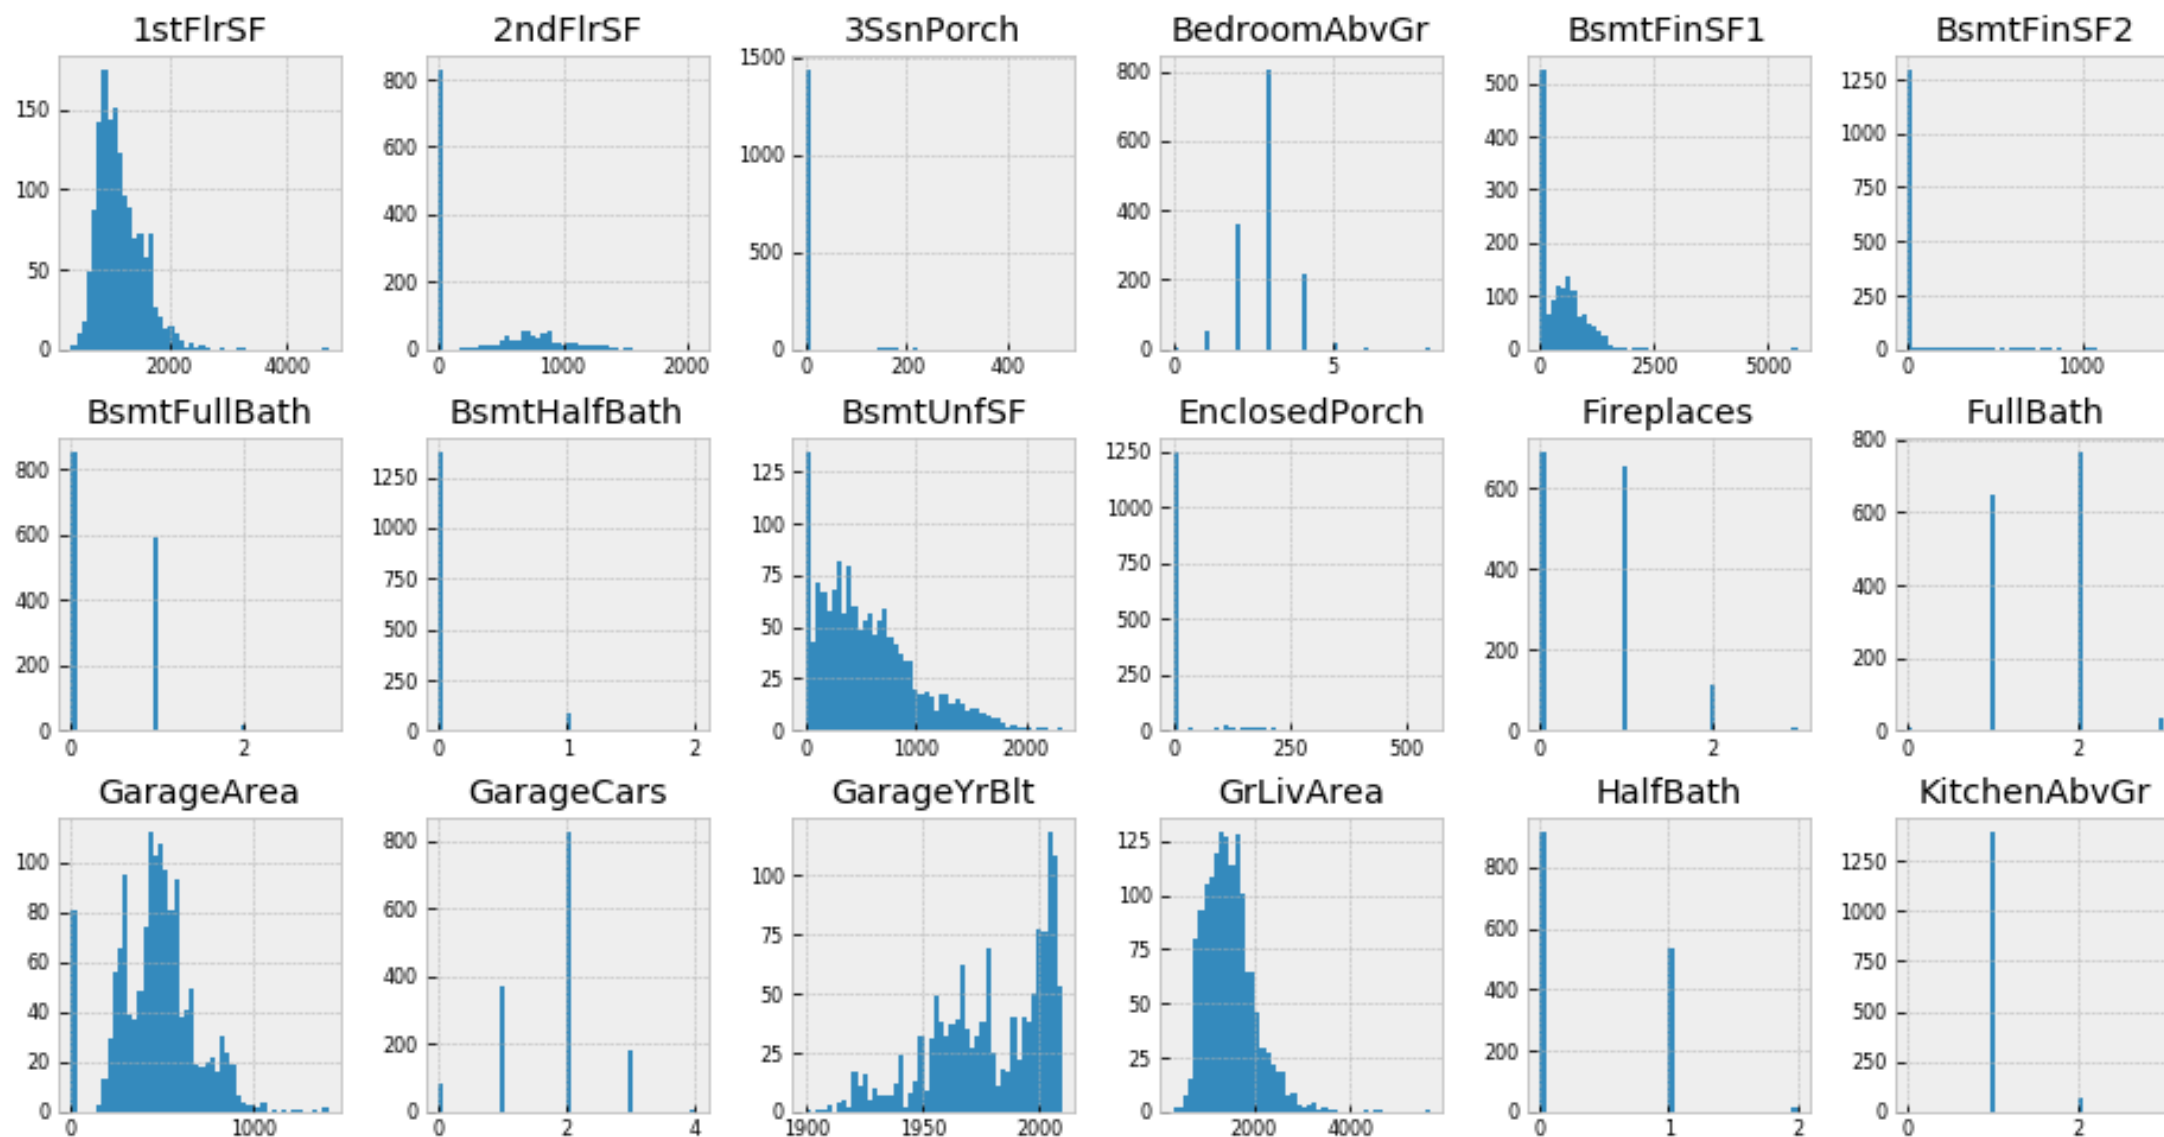 1stFlrSF 2ndFlrSF 3SsnPorch BedroomAbvGr BsmtFinSF1 BsmtFinSF2
150 100 50 0 2000 4000
800 600 400 200 0 0 1000 2000
1500 1000 500 0 0 200 400
800 600 400 200 0 0 5
500 400 300 200 100 0 0 2500 5000
1250 1000 750 500 250 0 0 1000
BsmtFullBath BsmtHalfBath BsmtUnfSF EnclosedPorch Fireplaces FullBath
800 600 400 200 0 0 2
1250 1000 750 500 250 0 0 1 2
125 100 75 50 25 0 0 1000 2000
1250 1000 750 500 250 0 0 250 500
600 400 200 0 0 2
800 600 400 200 0 0 2
GarageArea GarageCars GarageYrBlt GrLivArea HalfBath KitchenAbvGr
100 80 60 40 20 0 0 1000
800 600 400 200 0 0 2 4
100 75 50 25 0 1900 1950 2000
125 100 75 50 25 0 2000 4000
800 600 400 200 0 0 1 2
1250 1000 750 500 250 0 0 2